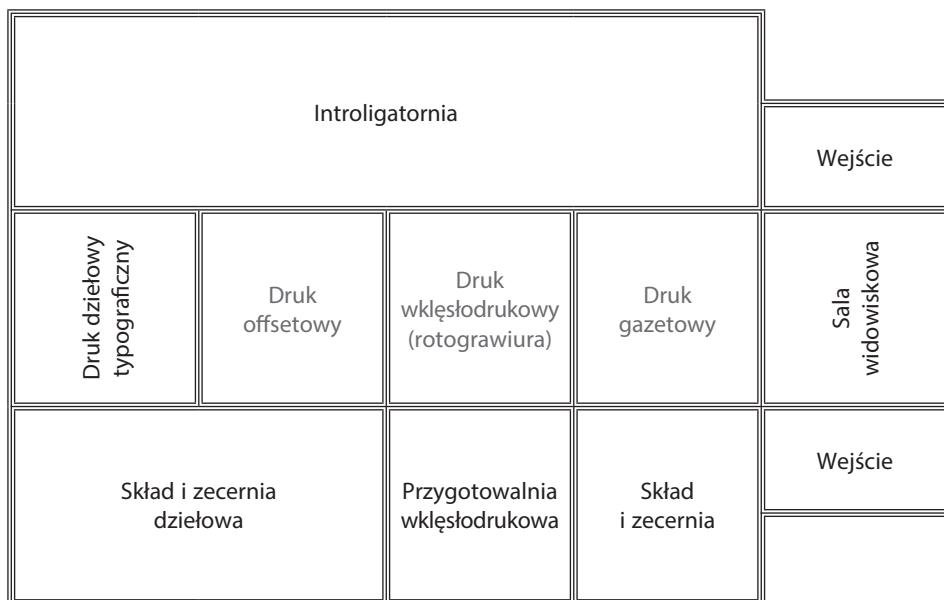 Introligatornia
Wejście
Druk dziełowy
typograficzny
Druk
offsetowy
Druk
wklęsłodrukowy
(rotograwiura)
Druk
gazetowy
Sala
widowiskowa
Skład i zecernia
dziełowa
Przygotowalnia
wklęsłodrukowa
Skład
i zecernia
Wejście